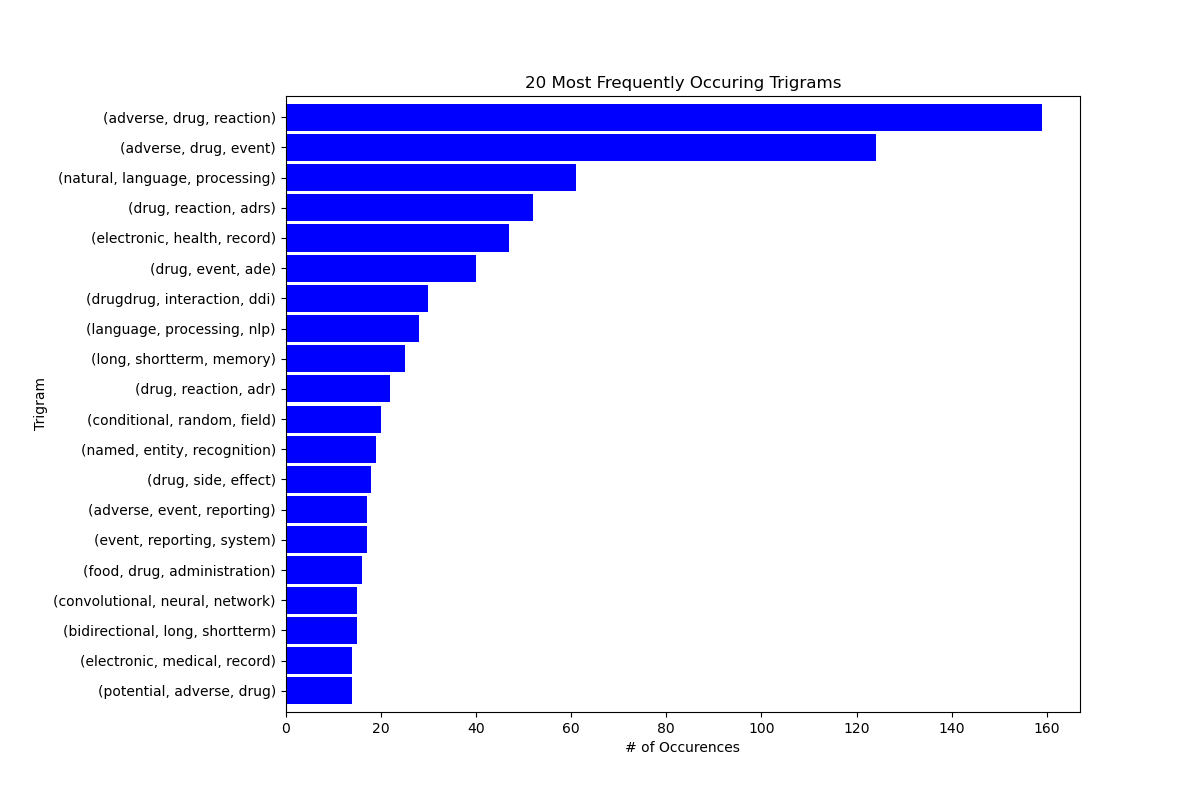 20 Most Frequently Occuring Trigrams
(adverse, drug, reaction)
(adverse, drug, event)
(natural, language, processing)
(drug, reaction, adrs)
(electronic, health, record)
(drug, event, ade)
(drugdrug, interaction, ddi)
(language, processing, nlp)
(long, shortterm, memory)
(drug, reaction, adr)
(conditional, random, field)
(named, entity, recognition)
(drug, side, effect)
(adverse, event, reporting)
(event, reporting, system)
(food, drug, administration)
(convolutional, neural, network)
(bidirectional, long, shortterm)
(electronic, medical, record)
(potential, adverse, drug)
Trigram
0 20 40 60 80 100 120 140 160
# of Occurences